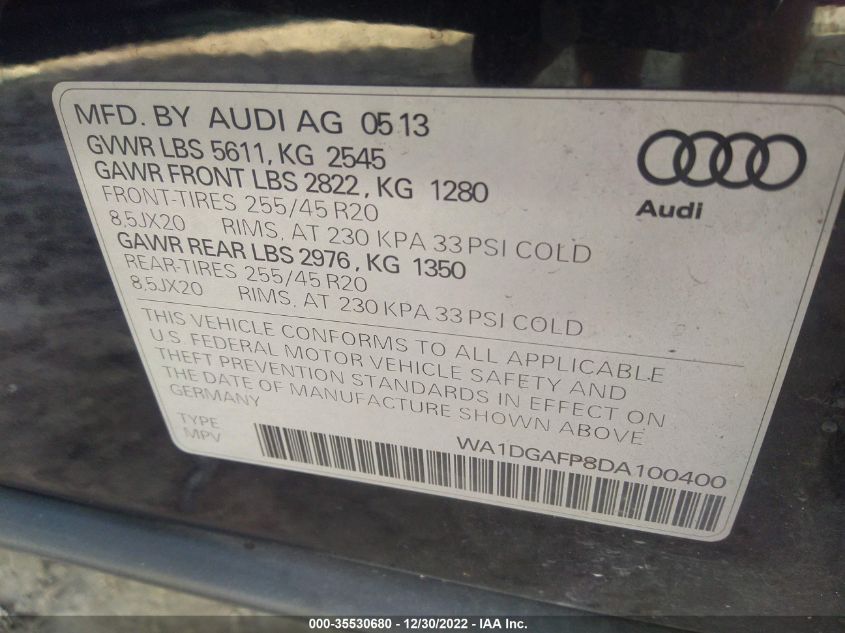 MFD. BY AUDI AG 05 13
GVWR LBS 5611, KG 2545
GAWR FRONT LBS 2822, KG 1280
FRONT-TIRES 255/45 R20
8,5JX20 RIMS, AT 230 KPA 33 PSI COLD
GAWR REAR LBS 2976, KG 1350
REAR-TIRES 255/45 R20
8,5JX20 RIMS, AT 230 KPA 33 PSI COLD
Audi
THIS VEHICLE CONFORMS TO ALL APPLICABLE
U.S. FEDERAL MOTOR VEHICLE SAFETY AND
THEFT PREVENTION STANDARDS IN EFFECT ON
THE DATE OF MANUFACTURE SHOWN ABOVE
GERMANY
TYPE
MPV
WA1DGAFP8DA100400
000-35530680 - 12/30/2022 - IAA Inc.